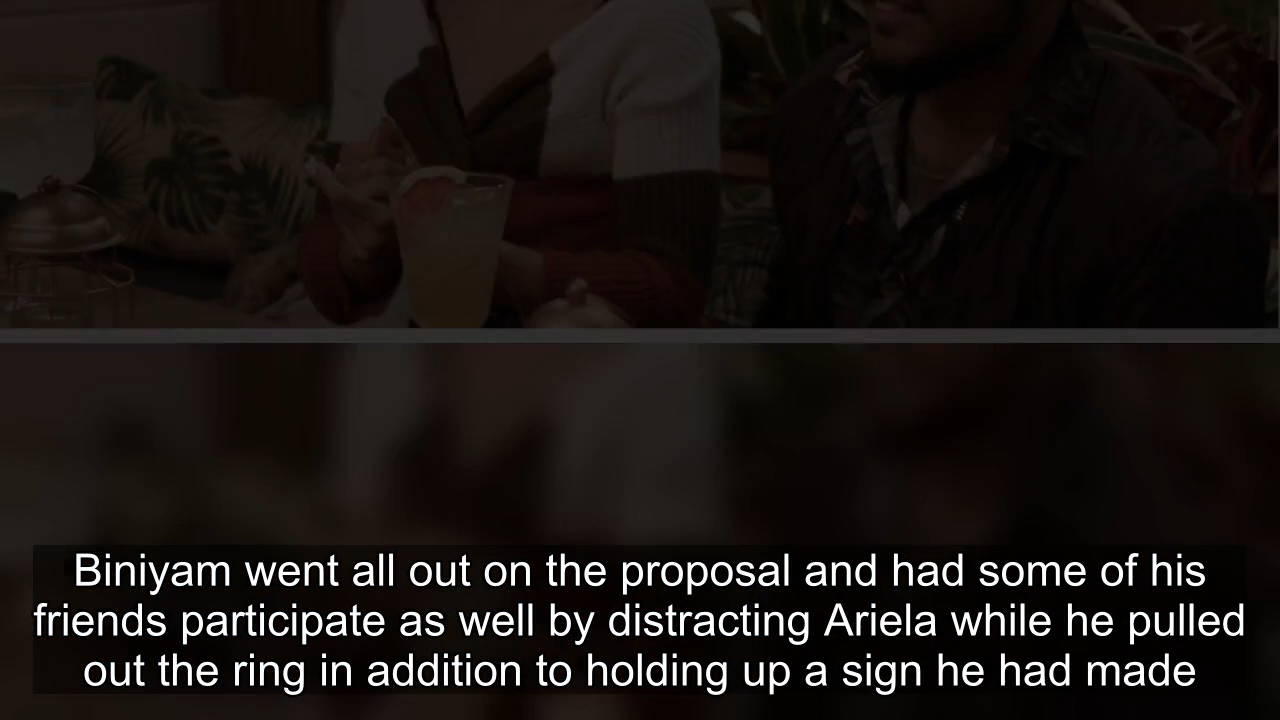 Biniyam went all out on the proposal and had some of his
friends participate as well by distracting Ariela while he pulled
out the ring in addition to holding up a sign he had made